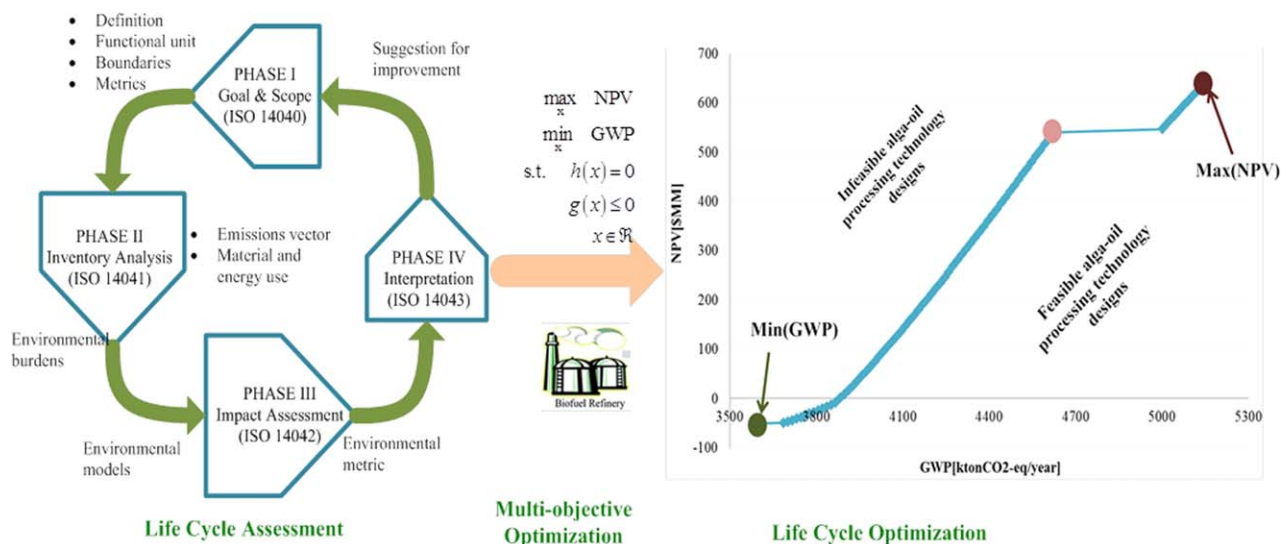 • Definition
• Functional unit
• Boundaries
• Metrics
Suggestion for
improvement
PHASE I
Goal & Scope
(ISO 14040)
PHASE II
Inventory Analysis
(ISO 14041)
• Emissions vector
• Material and
energy use
PHASE IV
Interpretation
(ISO 14043)
Environmental
burdens
PHASE III
Impact Assessment
(ISO 14042)
Environmental
models
Environmental
metric
Life Cycle Assessment
max NPV
x
min GWP
x
s.t. h(x)=0
g(x)≤0
x∈ℜ
Biofuel Refinery
Multi-objective
Optimization
NPV[$MM]
700
600
500
400
300
200
100
0
-100
3500
3800
4100
4400
4700
5000
5300
GWP[ktonCO2-eq/year]
Infeasible alga-oil
processing technology
designs
Feasible alga-oil
processing technology
designs
Max(NPV)
Min(GWP)
Life Cycle Optimization